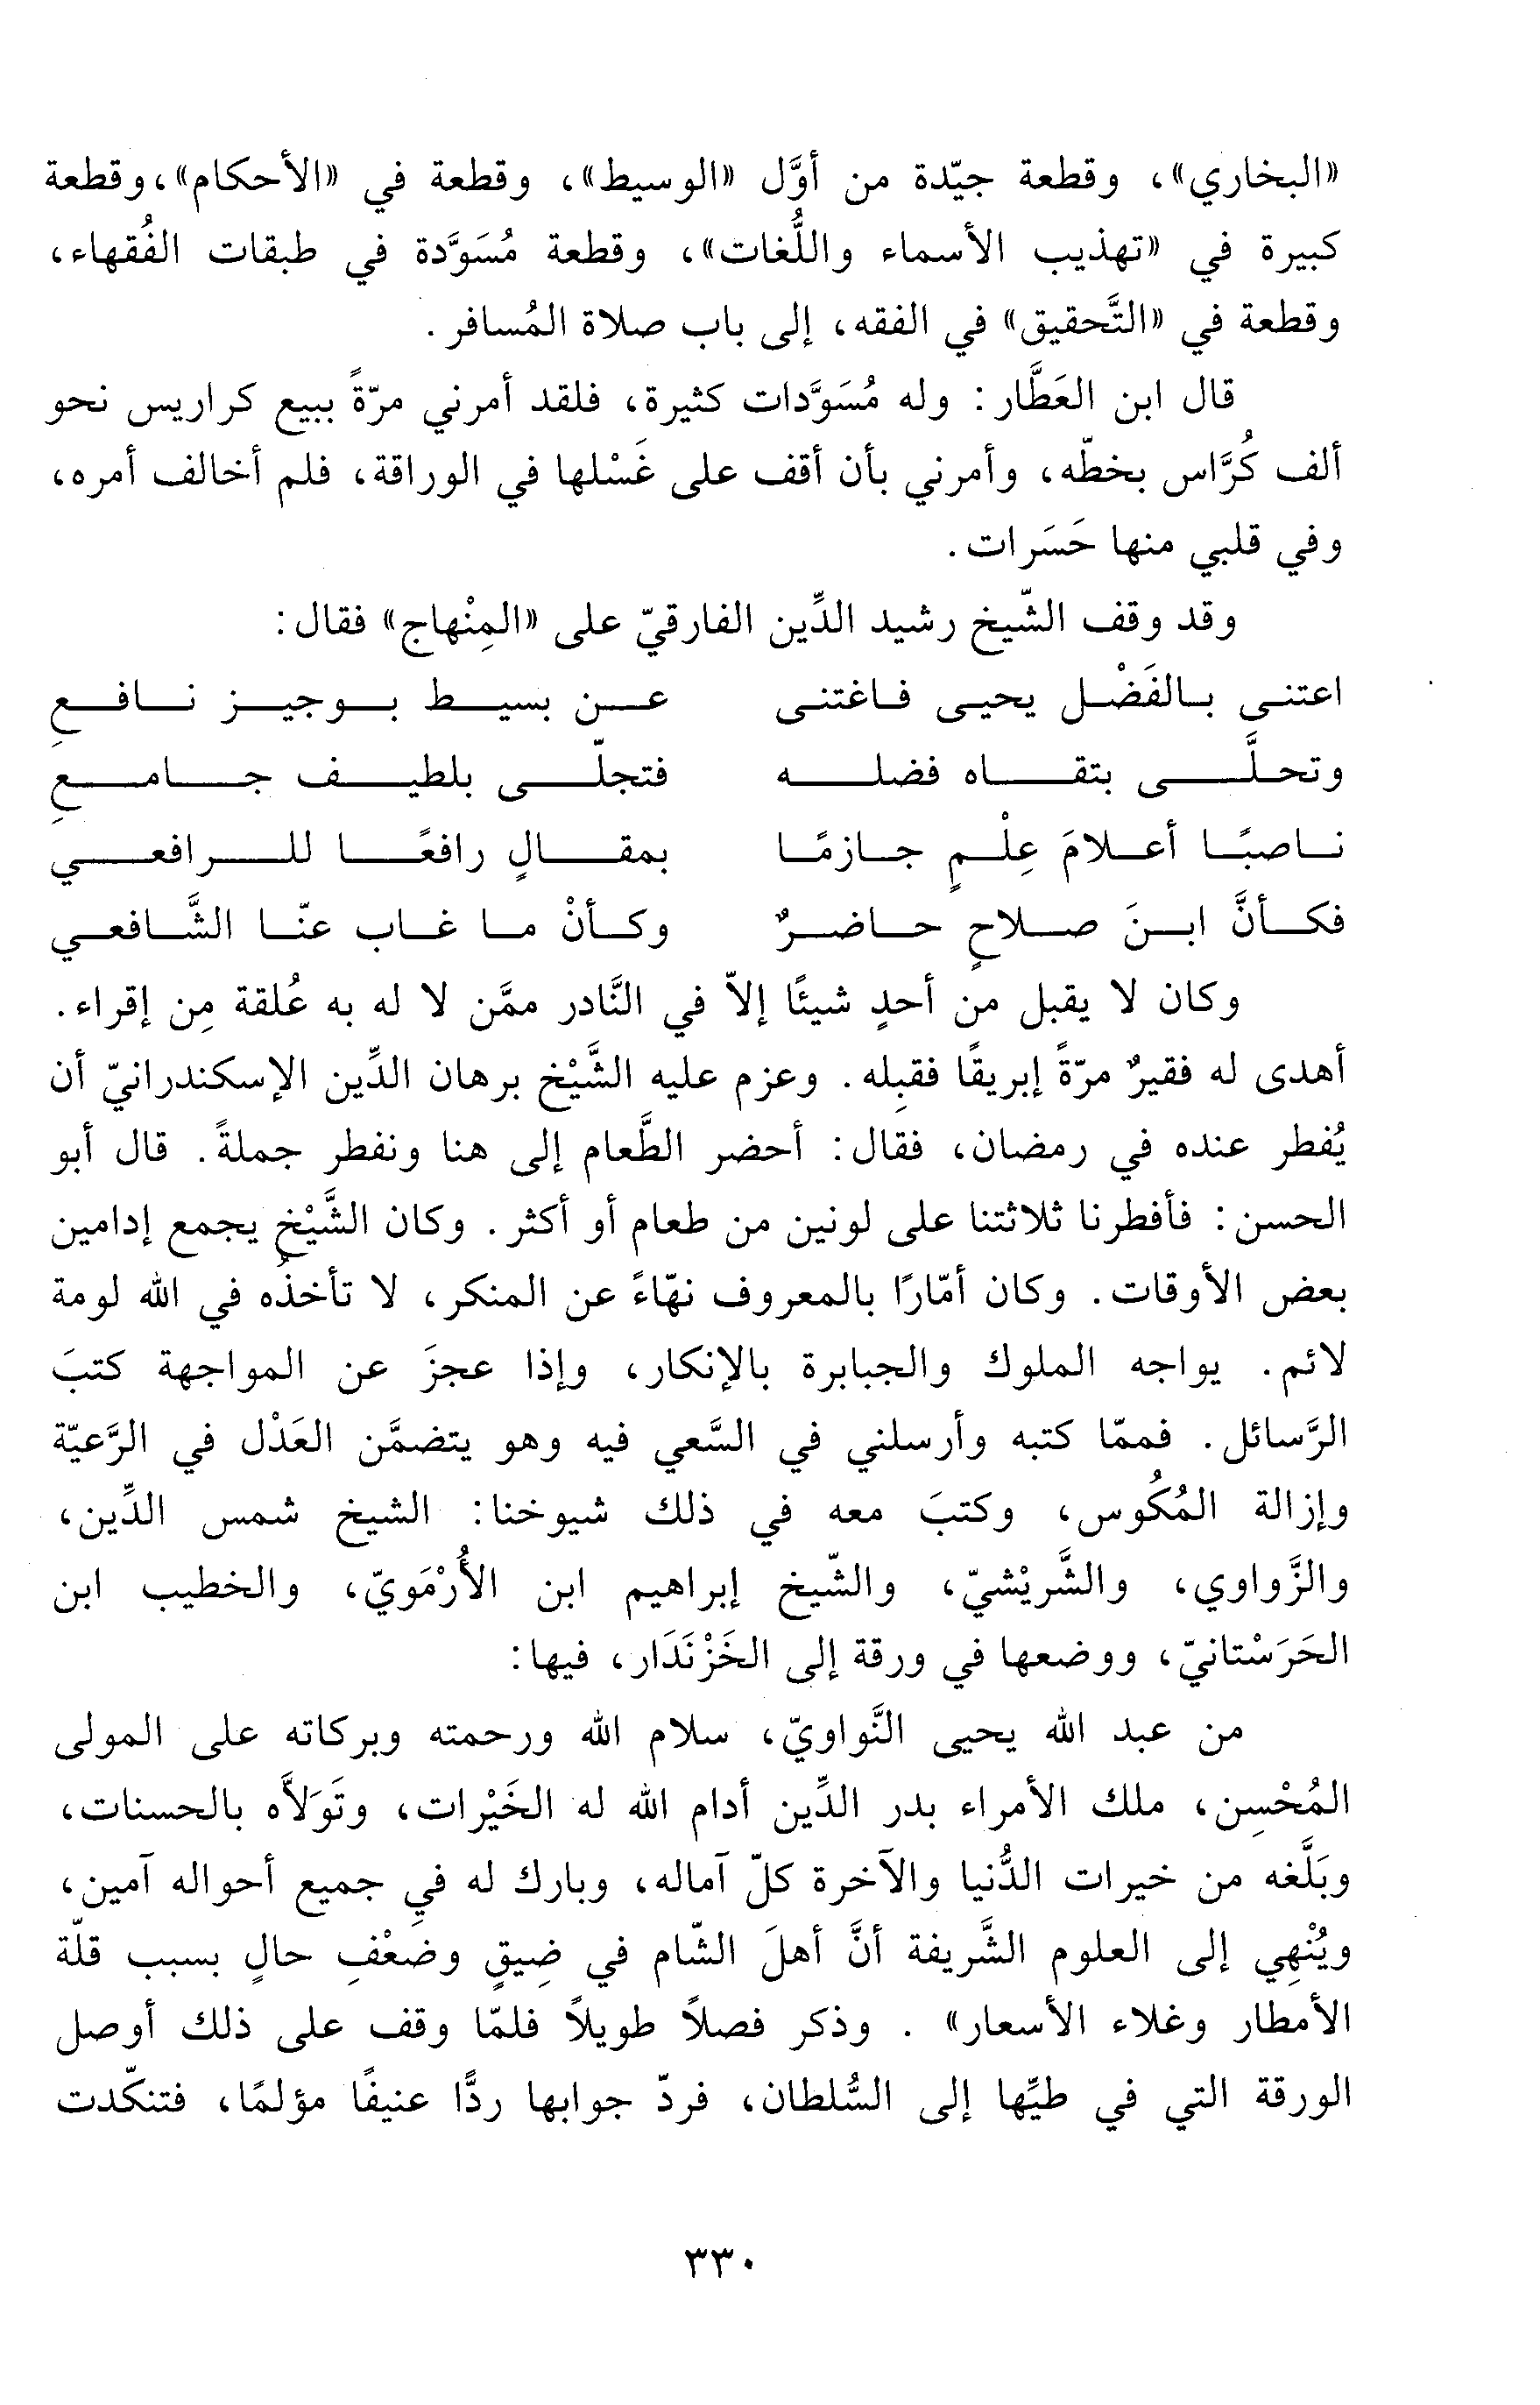 «البخاري»، وقطعة جيّدة من أوَّل «الوسيط»، وقطعة في «الأحكام»، وقطعة
كبيرة في «تهذيب الأسماء واللُّغات»، وقطعة مُسَوَّدة في طبقات الفُقهاء،
وقطعة في «التَّحقيق» في الفقه، إلى باب صلاة المُسافر.
قال ابن العَطَّار: وله مُسَوَّدات كثيرة، فلقد أمرني مرّةً ببيع كراريس نحو
ألف كُرَّاس بخطّه، وأمرني بأن أقف على غَسْلها في الوراقة، فلم أخالف أمره،
وفي قلبي منها حَسَرات.
وقد وقف الشّيخ رشيد الدِّين الفارقيّ على «المِنْهاج» فقال:
اعتنى بالفَضْل يحيى فاغتنى عن بسيط بوجيز نافعِ
وتحلَّى بتقاه فضله فتجلّى بلطيف جامعِ
ناصبًا أعلامَ عِلْمٍ جازمًا بمقالٍ رافعًا للرافعي
فكأنَّ ابنَ صلاحٍ حاضرٌ وكأنْ ما غاب عنّا الشَّافعي
وكان لا يقبل من أحدٍ شيئًا إلاّ في النَّادر ممَّن لا له به عُلقة مِن إقراء.
أهدى له فقيرٌ مرّةً إبريقًا فقبِله. وعزم عليه الشَّيْخ برهان الدِّين الإسكندرانيّ أن
يُفطر عنده في رمضان، فقال: أحضر الطَّعام إلى هنا ونفطر جملةً. قال أبو
الحسن: فأفطرنا ثلاثتنا على لونين من طعام أو أكثر. وكان الشَّيْخ يجمع إدامين
بعض الأوقات. وكان أمّارًا بالمعروف نهّاءً عن المنكر، لا تأخذُه في الله لومة
لائم. يواجه الملوك والجبابرة بالإنكار، وإذا عجزَ عن المواجهة كتبَ
الرَّسائل. فممّا كتبه وأرسلني في السَّعي فيه وهو يتضمَّن العَدْل في الرَّعيّة
وإزالة المُكُوس، وكتبَ معه في ذلك شيوخنا: الشيخ شمس الدِّين،
والزَّواوي، والشَّريْشيّ، والشّيخ إبراهيم ابن الأُرْمَويّ، والخطيب ابن
الحَرَسْتانيّ، ووضعها في ورقة إلى الخَزْنَدَار، فيها:
من عبد الله يحيى النَّواويّ، سلام الله ورحمته وبركاته على المولى
المُحْسِن، ملك الأمراء بدر الدِّين أدام الله له الخَيْرات، وتَوَلاَّه بالحسنات،
وبَلَّغه من خيرات الدُّنيا والآخرة كلّ آماله، وبارك له في جميع أحواله آمين،
ويُنْهِي إلى العلوم الشَّريفة أنَّ أهلَ الشّام في ضِيقٍ وضَعْفِ حالٍ بسبب قلّة
الأمطار وغلاء الأسعار» . وذكر فصلاً طويلاً فلمّا وقف على ذلك أوصل
الورقة التي في طيِّها إلى السُّلطان، فردّ جوابها ردًّا عنيفًا مؤلمًا، فتنكّدت
٣٣٠